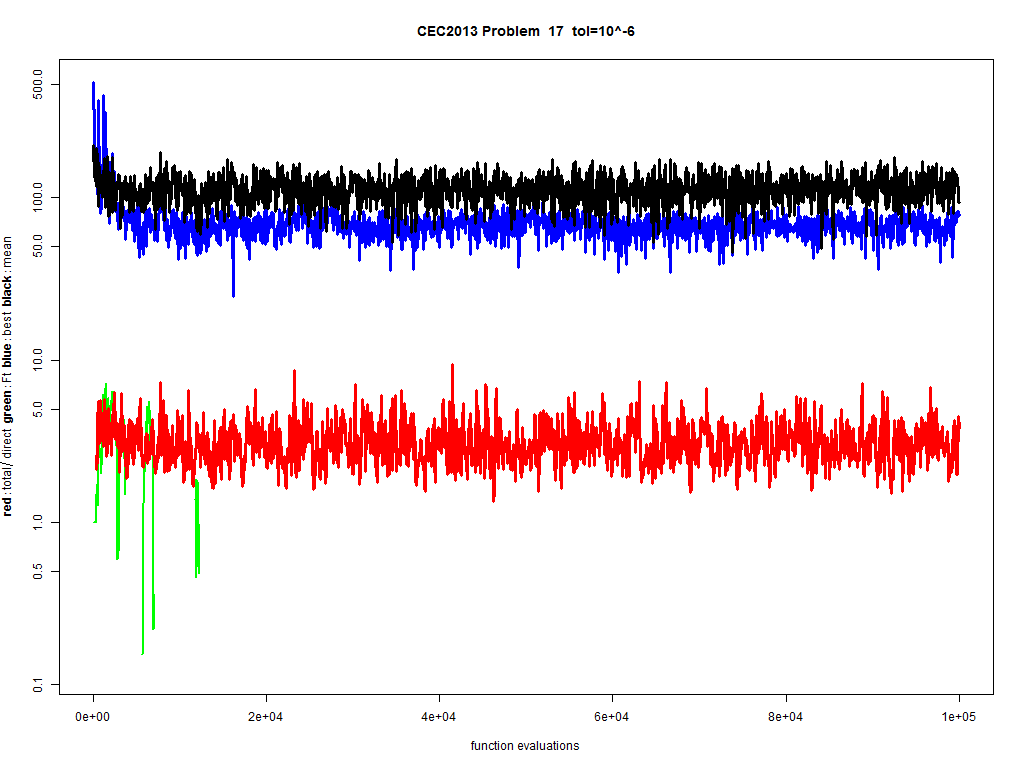 CEC2013 Problem  17  tol=10^-6
red : total/ direct  green : Ft blue : best black : mean
500.0
100.0
50.0
10.0
5.0
1.0
0.5
0.1
0e+00
2e+04
4e+04
6e+04
8e+04
1e+05
function evaluations